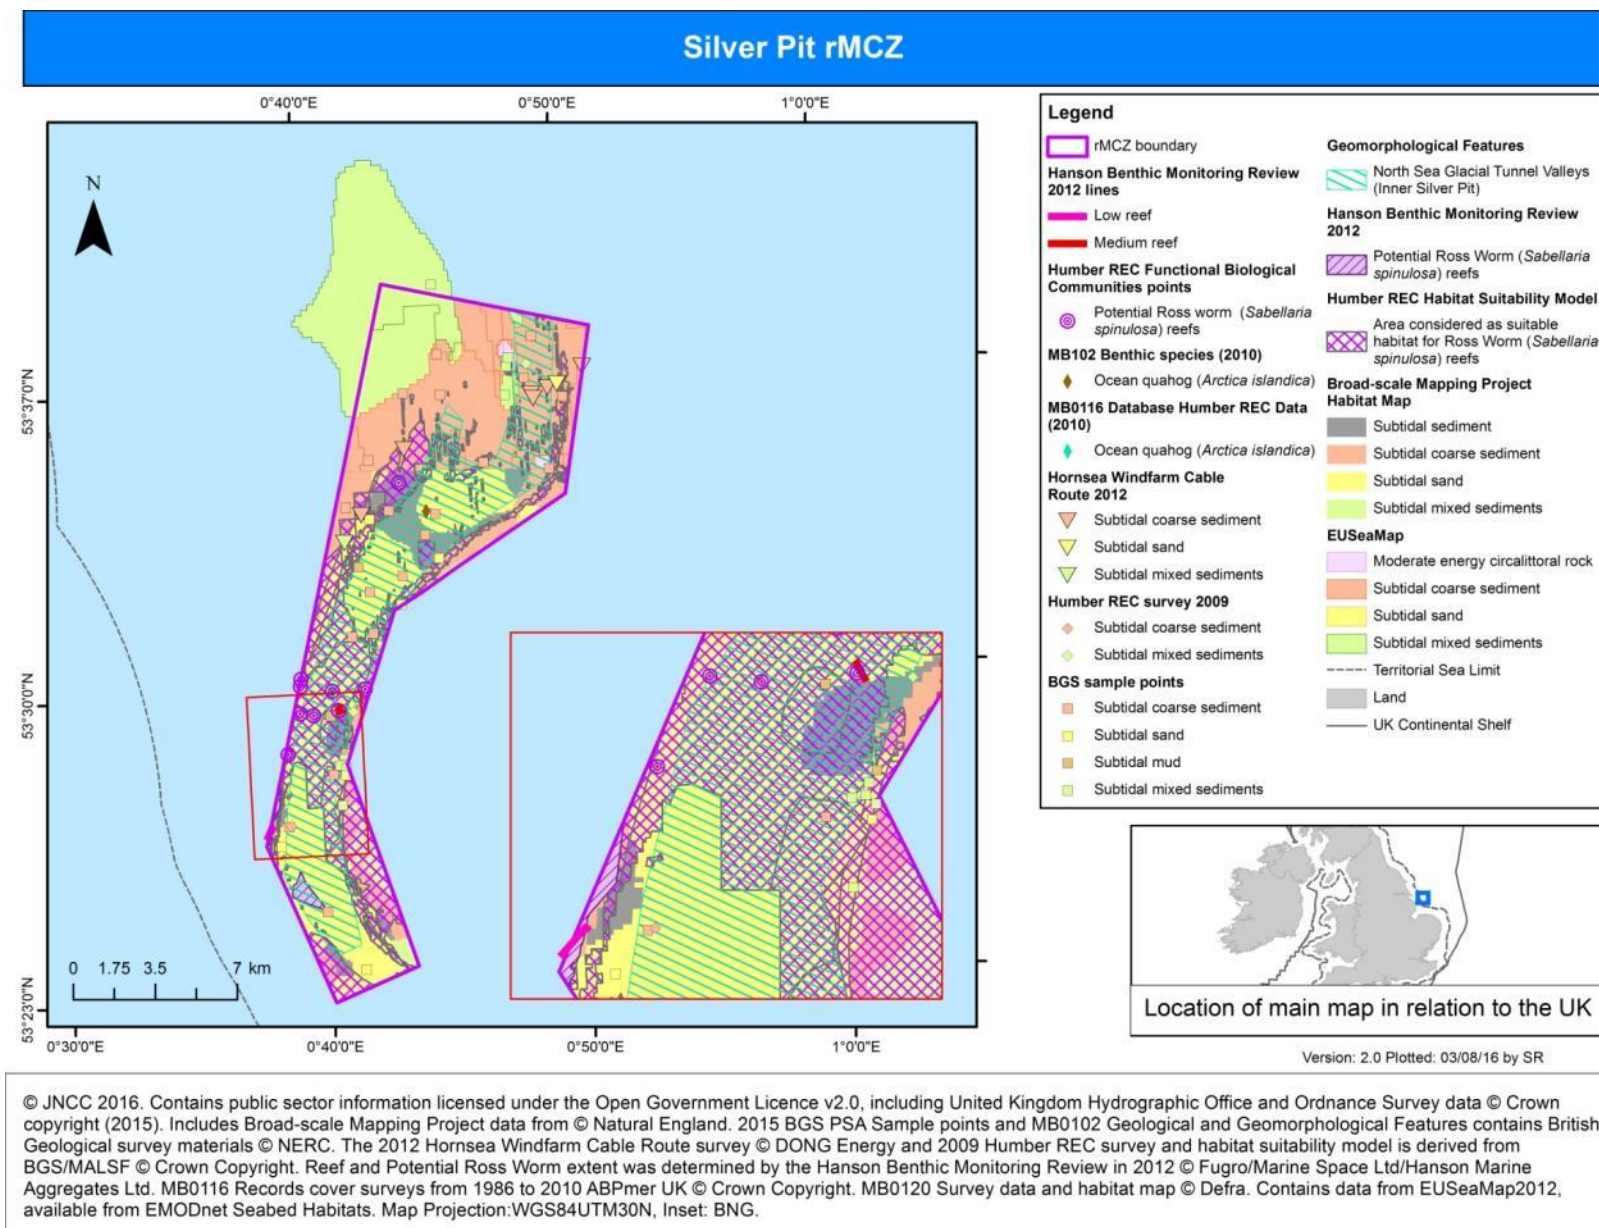 Silver Pit rMCZ
0°40'0"E
0°50'0"E
1°0'0"E
N
53°37'0"N
53°30'0"N
53°23'0"N
0 1.75 3.5 7 km
0°30'0"E
0°40'0"E
0°50'0"E
1°0'0"E
Legend
rMCZ boundary
Hanson Benthic Monitoring Review
2012 lines
Low reef
Medium reef
Humber REC Functional Biological
Communities points
Potential Ross worm (Sabellaria
spinulosa) reefs
MB102 Benthic species (2010)
Ocean quahog (Arctica islandica)
MB0116 Database Humber REC Data
(2010)
Ocean quahog (Arctica islandica)
Hornsea Windfarm Cable
Route 2012
Subtidal coarse sediment
Subtidal sand
Subtidal mixed sediments
Humber REC survey 2009
Subtidal coarse sediment
Subtidal mixed sediments
BGS sample points
Subtidal coarse sediment
Subtidal sand
Subtidal mud
Subtidal mixed sediments
Geomorphological Features
North Sea Glacial Tunnel Valleys
(Inner Silver Pit)
Hanson Benthic Monitoring Review
2012
Potential Ross Worm (Sabellaria
spinulosa) reefs
Humber REC Habitat Suitability Model
Area considered as suitable
habitat for Ross Worm (Sabellaria
spinulosa) reefs
Broad-scale Mapping Project
Habitat Map
Subtidal sediment
Subtidal coarse sediment
Subtidal sand
Subtidal mixed sediments
EUSeaMap
Moderate energy circalittoral rock
Subtidal coarse sediment
Subtidal sand
Subtidal mixed sediments
Territorial Sea Limit
Land
UK Continental Shelf
Location of main map in relation to the UK
Version: 2.0 Plotted: 03/08/16 by SR
© JNCC 2016. Contains public sector information licensed under the Open Government Licence v2.0, including United Kingdom Hydrographic Office and Ordnance Survey data © Crown
copyright (2015). Includes Broad-scale Mapping Project data from © Natural England. 2015 BGS PSA Sample points and MB0102 Geological and Geomorphological Features contains British
Geological survey materials © NERC. The 2012 Hornsea Windfarm Cable Route survey © DONG Energy and 2009 Humber REC survey and habitat suitability model is derived from
BGS/MALSF © Crown Copyright. Reef and Potential Ross Worm extent was determined by the Hanson Benthic Monitoring Review in 2012 © Fugro/Marine Space Ltd/Hanson Marine
Aggregates Ltd. MB0116 Records cover surveys from 1986 to 2010 ABPmer UK © Crown Copyright. MB0120 Survey data and habitat map © Defra. Contains data from EUSeaMap2012,
available from EMODnet Seabed Habitats. Map Projection:WGS84UTM30N, Inset: BNG.